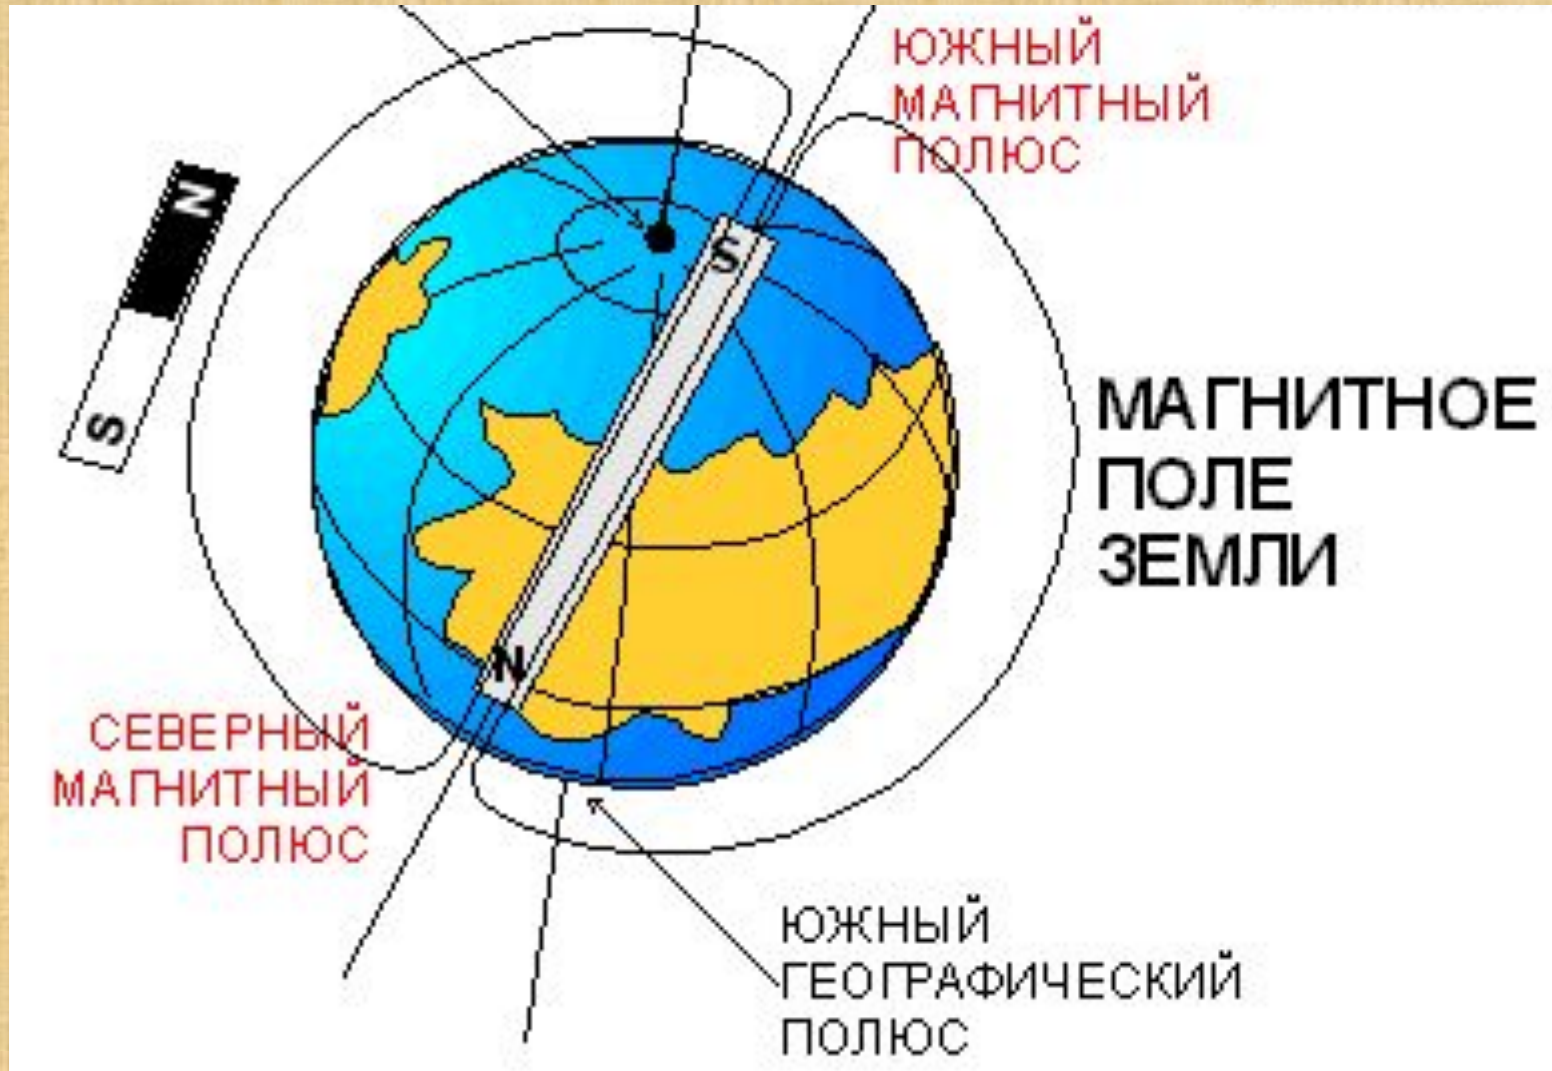 ЮЖНЫЙ
МАГНИТНЫЙ
ПОЛЮС
N
S
S
МАГНИТНОЕ
ПОЛЕ
ЗЕМЛИ
N
СЕВЕРНЫЙ
МАГНИТНЫЙ
ПОЛЮС
ЮЖНЫЙ
ГЕОГРАФИЧЕСКИЙ
ПОЛЮС